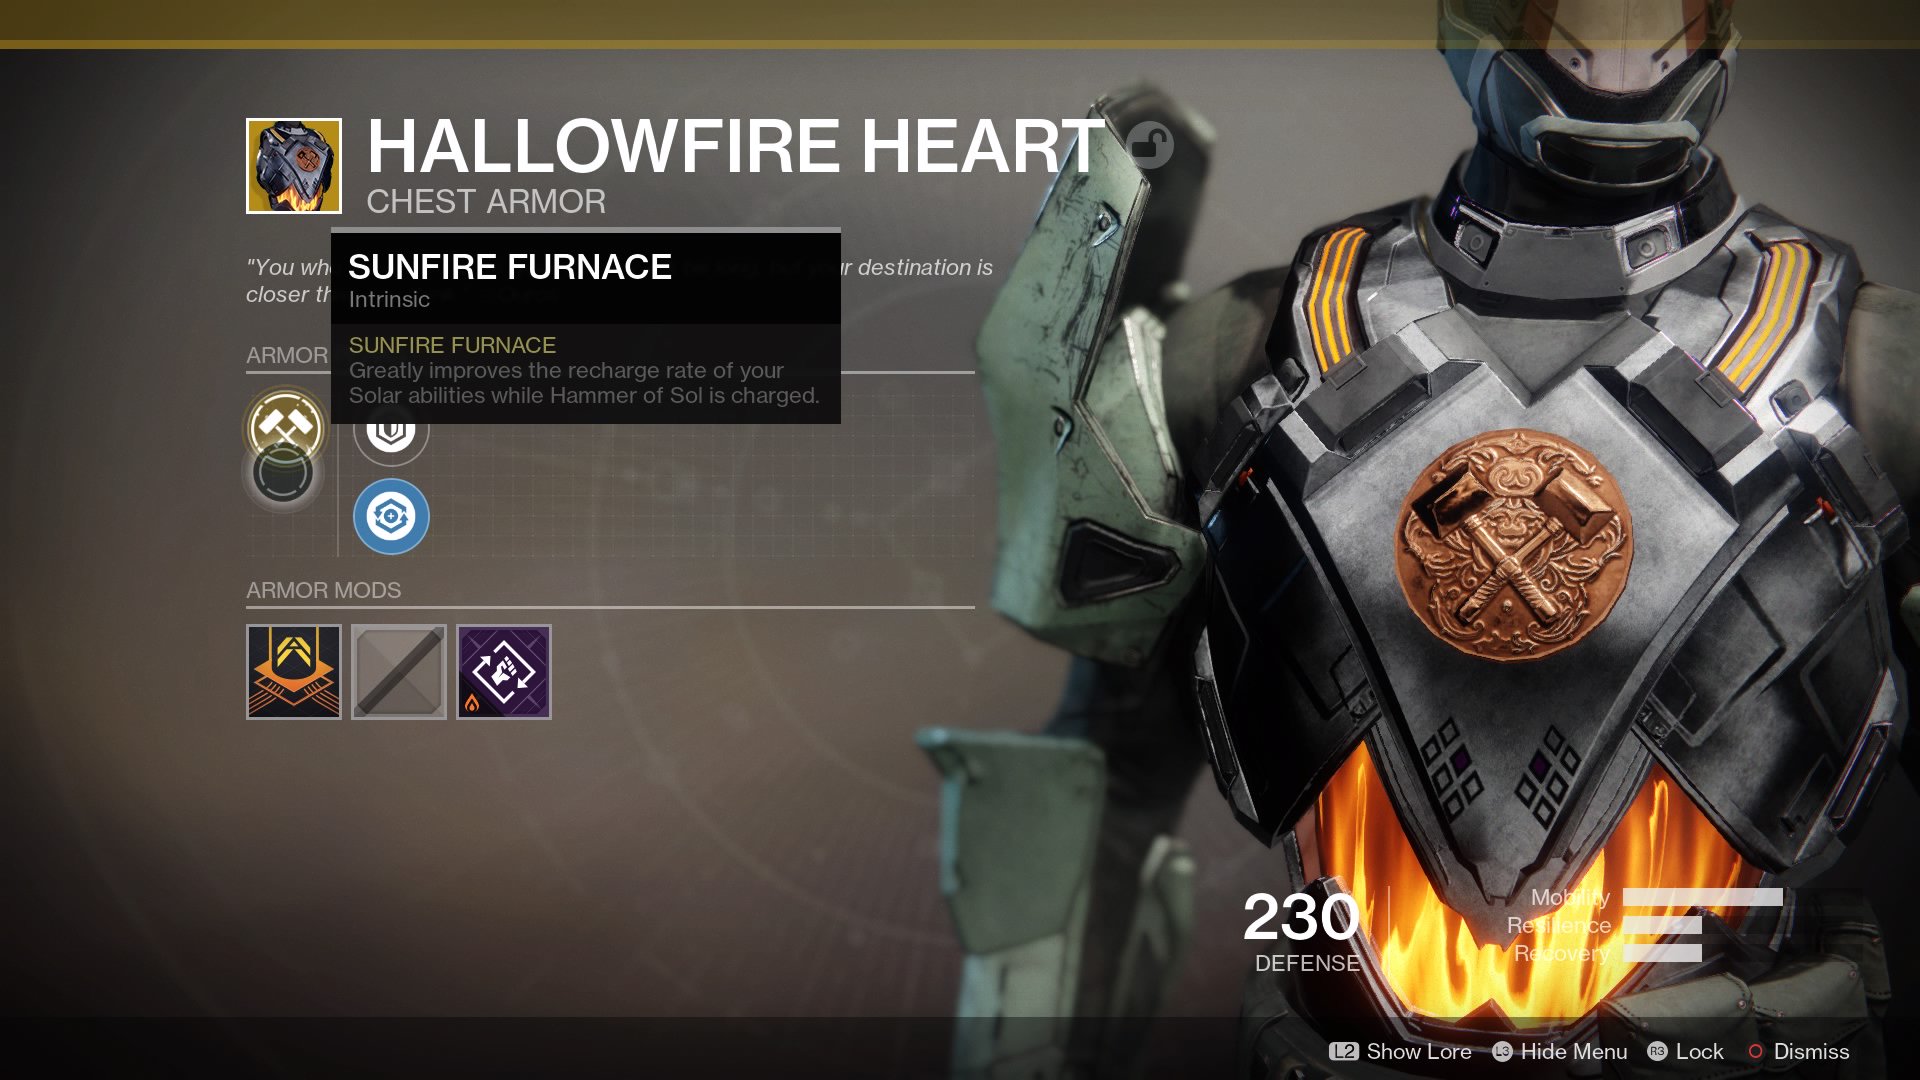 HALLOWFIRE HEART
CHEST ARMOR
SUNFIRE FURNACE
Intrinsic
"You r destination is
closer
SUNFIRE FURNACE
Greatly improves the recharge rate of your
Solar abilities while Hammer of Sol is charged.
ARMOR
ARMOR MODS
230
DEFENSE
Mobility
Resilience
Recovery
L2 Show Lore L3 Hide Menu R3 Lock Dismiss